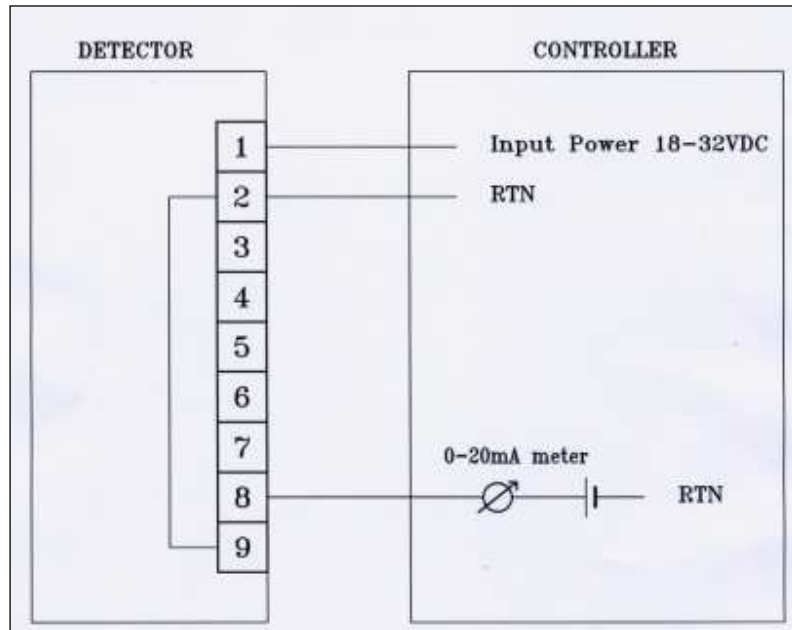 DETECTOR
CONTROLLER
1
Input Power 18-32VDC
2
RTN
3
4
5
6
7
0-20mA meter
8
RTN
9